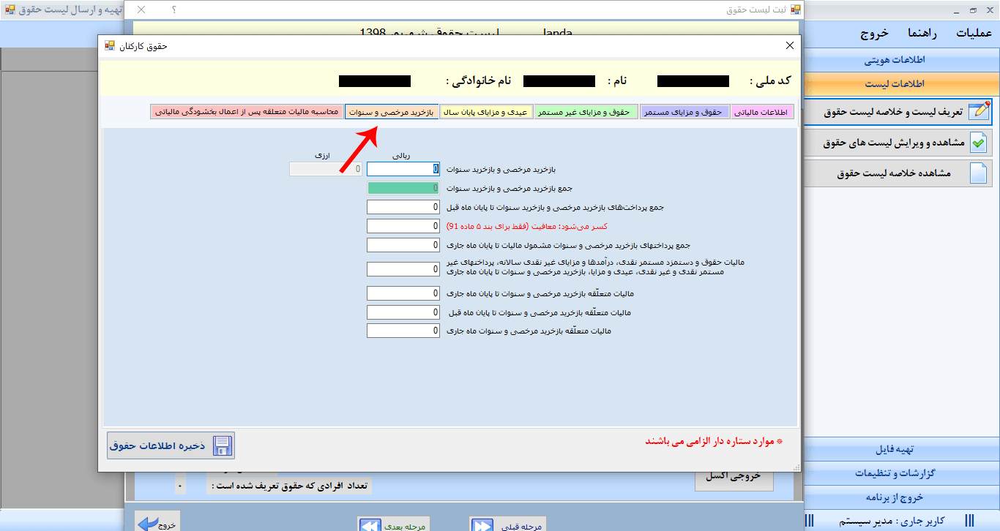 تهیه و ارسال لیست حقوق
ثبت لیست حقوق
؟
عملیات راهنما خروج
landa لیست حقوق شهریور 1398
حقوق کارکنان
کد ملی : نام : نام خانوادگی :
اطلاعات مالیاتی
حقوق و مزایای مستمر
حقوق و مزایای غیر مستمر
عیدی و مزایای پایان سال
بازخرید مرخصی و سنوات
محاسبه مالیات متعلقه پس از اعمال بخشودگی مالیاتی
ریالی ارزی
بازخرید مرخصی و بازخرید سنوات 0 0
جمع بازخرید مرخصی و بازخرید سنوات 0
جمع پرداخت‌های بازخرید مرخصی و بازخرید سنوات تا پایان ماه قبل 0
کسر می‌شود: معافیت (فقط برای بند ۵ ماده 91) 0
جمع پرداختهای بازخرید مرخصی و سنوات مشمول مالیات تا پایان ماه جاری 0
مالیات حقوق و دستمزد مستمر نقدی، درآمدها و مزایای غیر نقدی سالانه، پرداختهای غیر
مستمر نقدی و غیر نقدی، عیدی و مزایا، بازخرید مرخصی و سنوات تا پایان ماه جاری 0
مالیات متعلّقه بازخرید مرخصی و سنوات تا پایان ماه جاری 0
مالیات متعلّقه بازخرید مرخصی و سنوات تا پایان ماه قبل 0
مالیات متعلّقه بازخرید مرخصی و سنوات ماه جاری 0
* موارد ستاره دار الزامی می باشند
ذخیره اطلاعات حقوق
خروجی اکسل
تعداد افرادی که حقوق تعریف شده است : ۰
مرحله قبلی
مرحله بعدی
خروج
اطلاعات هویتی
اطلاعات لیست
تعریف لیست و خلاصه لیست حقوق
مشاهده و ویرایش لیست های حقوق
مشاهده خلاصه لیست حقوق
تهیه فایل
گزارشات و تنظیمات
خروج از برنامه
کاربر جاری : مدیر سیستم